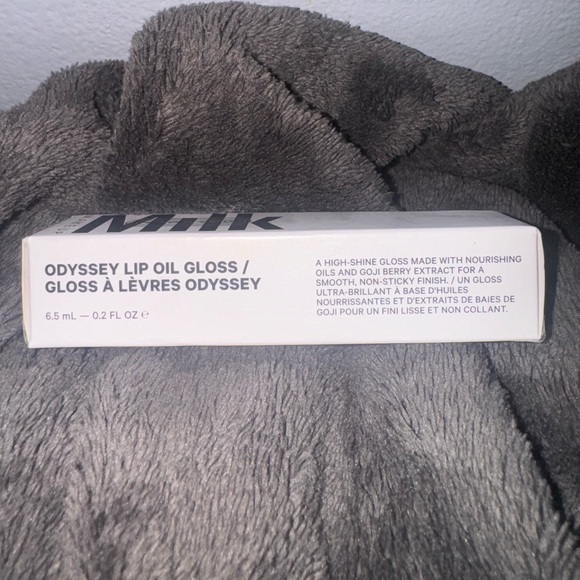 Milk
ODYSSEY LIP OIL GLOSS /
GLOSS À LÈVRES ODYSSEY
6.5 mL — 0.2 FL OZ ℮
A HIGH-SHINE GLOSS MADE WITH NOURISHING
OILS AND GOJI BERRY EXTRACT FOR A
SMOOTH, NON-STICKY FINISH. / UN GLOSS
ULTRA-BRILLANT À BASE D'HUILES
NOURRISSANTES ET D'EXTRAITS DE BAIES DE
GOJI POUR UN FINI LISSE ET NON COLLANT.